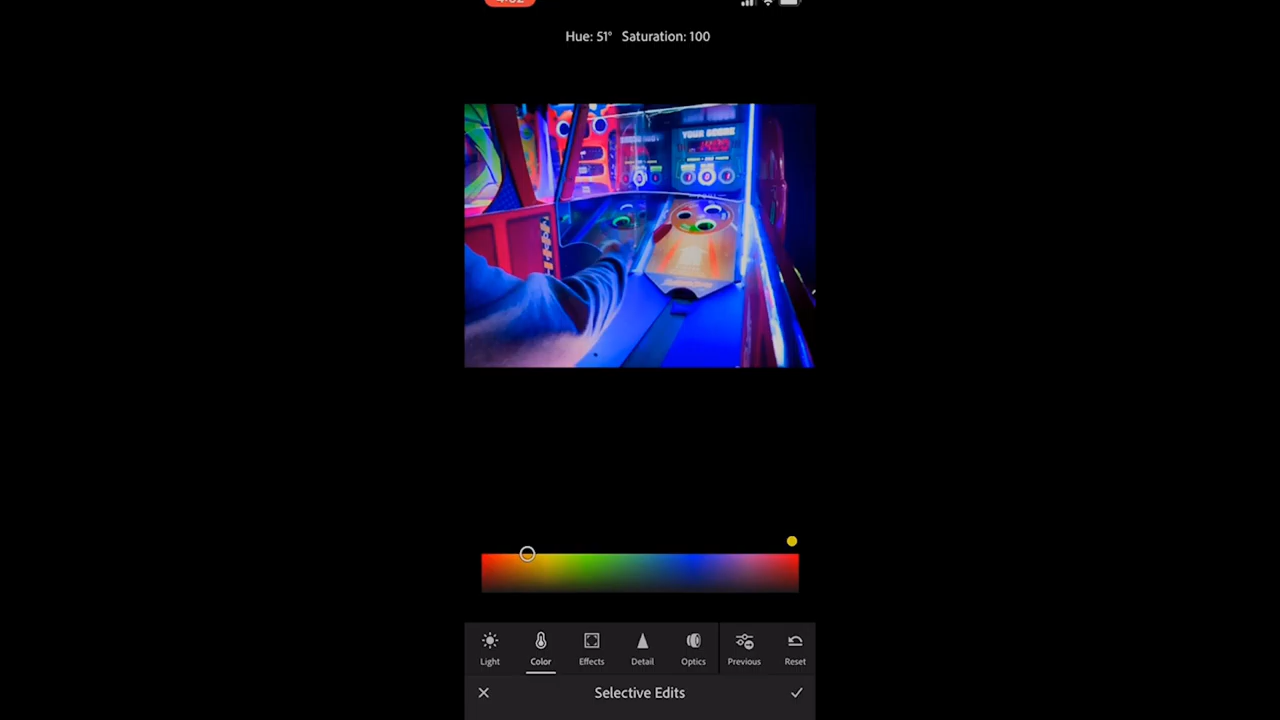 Hue: 51° Saturation: 100
YOUR SCORE
Light
Color
Effects
Detail
Optics
Previous
Reset
Selective Edits